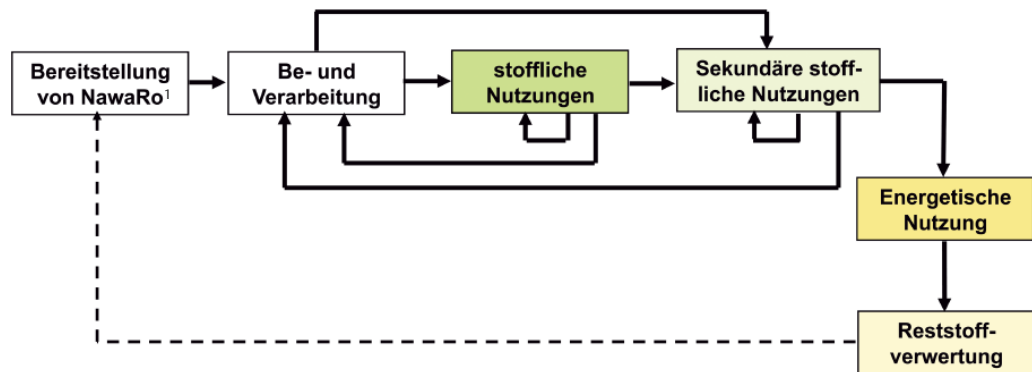 Bereitstellung
von NawaRo¹
Be- und
Verarbeitung
stoffliche
Nutzungen
Sekundäre stoff-
liche Nutzungen
Energetische
Nutzung
Reststoff-
verwertung